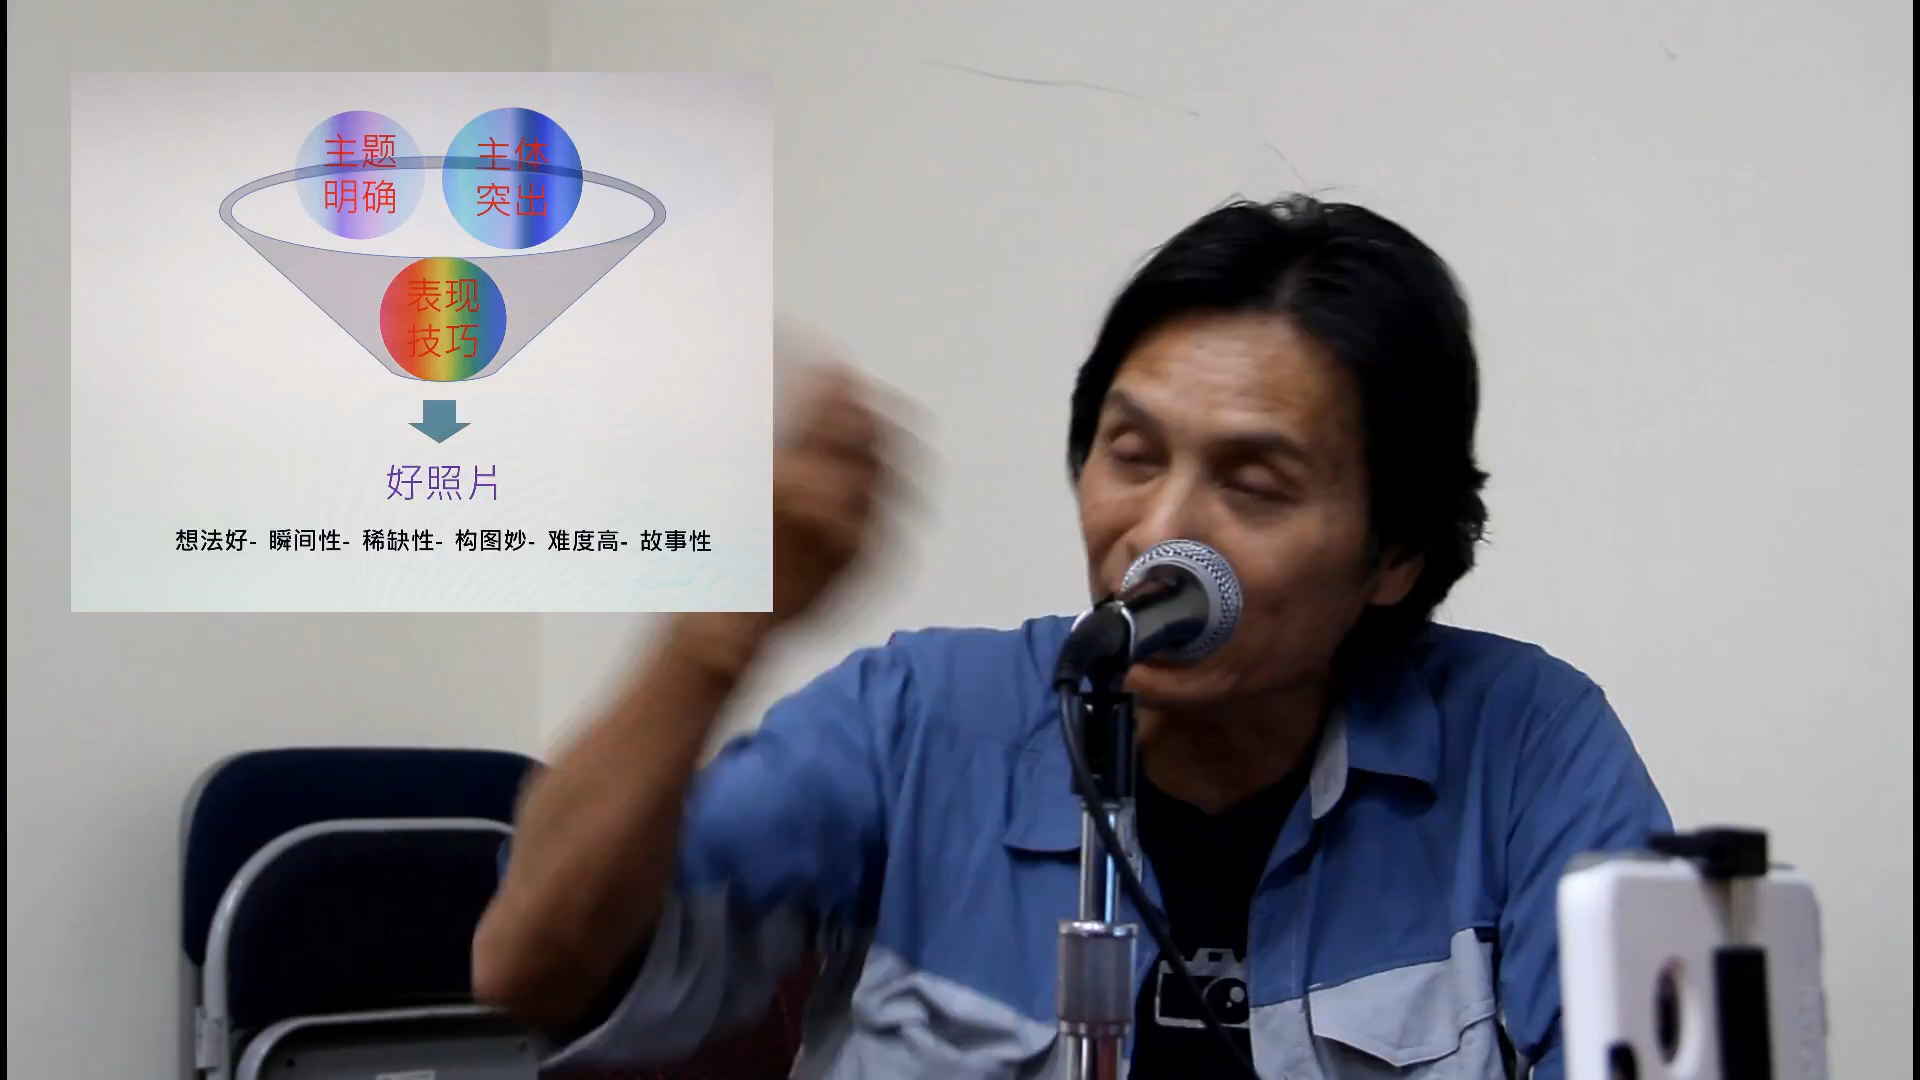 主题
明确
主休
突出
表现
技巧
好照片
想法好- 瞬间性- 稀缺性- 构图妙- 难度高- 故事性